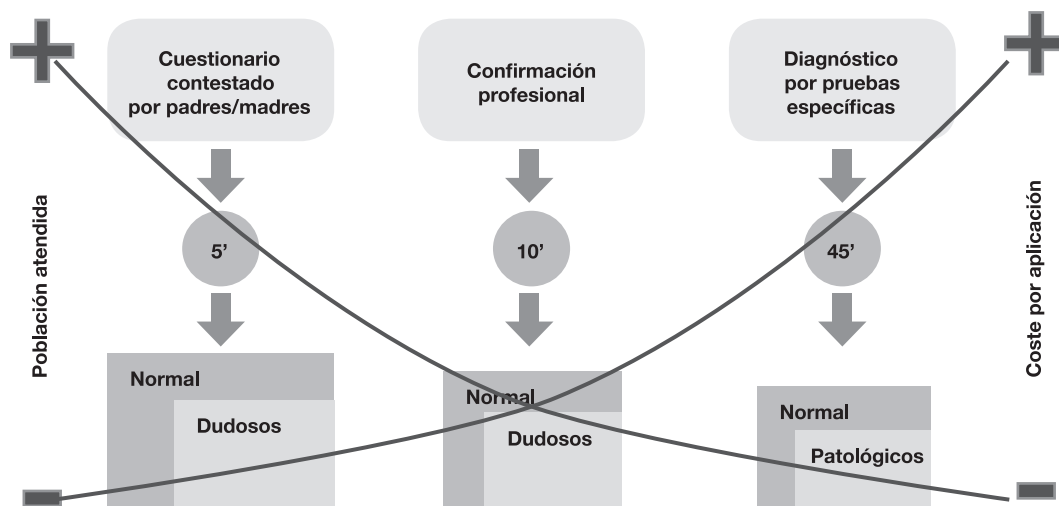 Cuestionario
contestado
por padres/madres
Confirmación
profesional
Diagnóstico
por pruebas
específicas
Población atendida
5’
10’
45’
Coste por aplicación
Normal
Dudosos
Normal
Dudosos
Normal
Patológicos